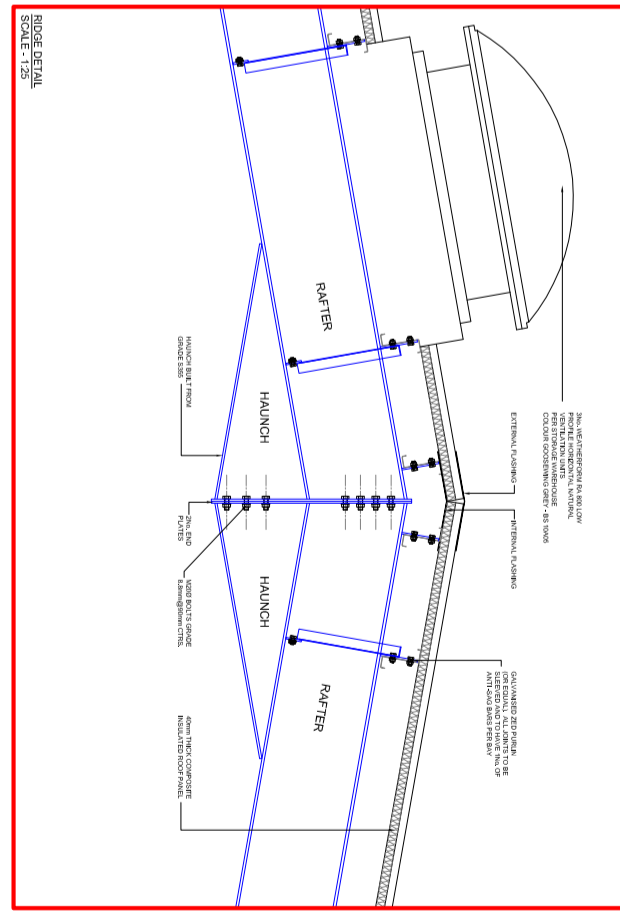 3No. WEATHERFORM RA 800 LOW
PROFILE HORIZONTAL NATURAL
VENTILATION UNITS
PER STORAGE WAREHOUSE
COLOUR GOOSEWING GREY - BS 10A05
EXTERNAL FLASHING
INTERNAL FLASHING
GALVANISED ZED PURLIN
(OR EQUAL). ALL JOINTS TO BE
SLEEVED AND TO HAVE 1No. OF
ANTI-SAG BARS PER BAY
RAFTER
RAFTER
HAUNCH
HAUNCH
HAUNCH BUILT FROM
GRADE S355
2No. END
PLATES
BOLTS GRADE
8.8mm@90mm CTRS.
40mm THICK COMPOSITE
INSULATED ROOF PANEL
RIDGE DETAIL
SCALE - 1:25